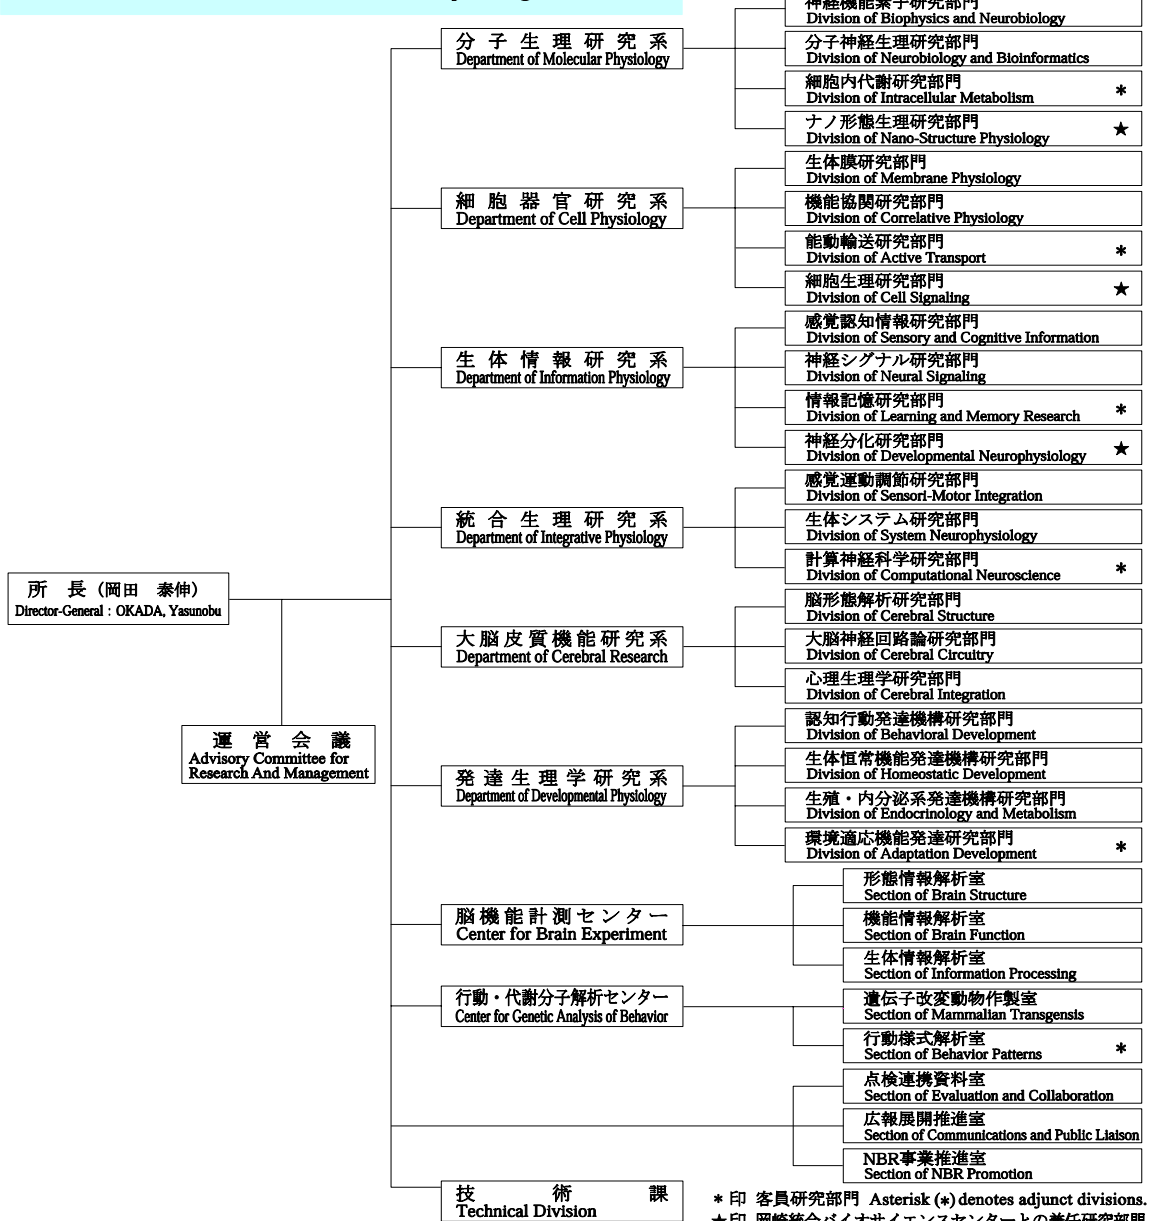 神経機能素子研究部門
Division of Biophysics and Neurobiology
分 子 生 理 研 究 系
Department of Molecular Physiology
分子神経生理研究部門
Division of Neurobiology and Bioinformatics
細胞内代謝研究部門
Division of Intracellular Metabolism *
ナノ形態生理研究部門
Division of Nano-Structure Physiology ★
生体膜研究部門
Division of Membrane Physiology
細 胞 器 官 研 究 系
Department of Cell Physiology
機能協関研究部門
Division of Correlative Physiology
能動輸送研究部門
Division of Active Transport *
細胞生理研究部門
Division of Cell Signaling ★
感覚認知情報研究部門
Division of Sensory and Cognitive Information
生 体 情 報 研 究 系
Department of Information Physiology
神経シグナル研究部門
Division of Neural Signaling
情報記憶研究部門
Division of Learning and Memory Research *
神経分化研究部門
Division of Developmental Neurophysiology ★
感覚運動調節研究部門
Division of Sensori-Motor Integration
統 合 生 理 研 究 系
Department of Integrative Physiology
生体システム研究部門
Division of System Neurophysiology
計算神経科学研究部門
Division of Computational Neuroscience *
所 長（岡田 泰伸）
Director-General : OKADA, Yasunobu
脳形態解析研究部門
Division of Cerebral Structure
大脳皮質機能研究系
Department of Cerebral Research
大脳神経回路論研究部門
Division of Cerebral Circuitry
心理生理学研究部門
Division of Cerebral Integration
運 営 会 議
Advisory Committee for
Research And Management
認知行動発達機構研究部門
Division of Behavioral Development
発 達 生 理 学 研 究 系
Department of Developmental Physiology
生体恒常機能発達機構研究部門
Division of Homeostatic Development
生殖・内分泌系発達機構研究部門
Division of Endocrinology and Metabolism
環境適応機能発達研究部門
Division of Adaptation Development *
形態情報解析室
Section of Brain Structure
脳機能計測センター
Center for Brain Experiment
機能情報解析室
Section of Brain Function
生体情報解析室
Section of Information Processing
行動・代謝分子解析センター
Center for Genetic Analysis of Behavior
遺伝子改変動物作製室
Section of Mammalian Transgensis
行動様式解析室
Section of Behavior Patterns *
点検連携資料室
Section of Evaluation and Collaboration
広報展開推進室
Section of Communications and Public Liaison
NBR事業推進室
Section of NBR Promotion
技 術 課
Technical Division
* 印 客員研究部門 Asterisk (*) denotes adjunct divisions.
★印 岡崎統合バイオサイエンスセンターとの兼任研究部門